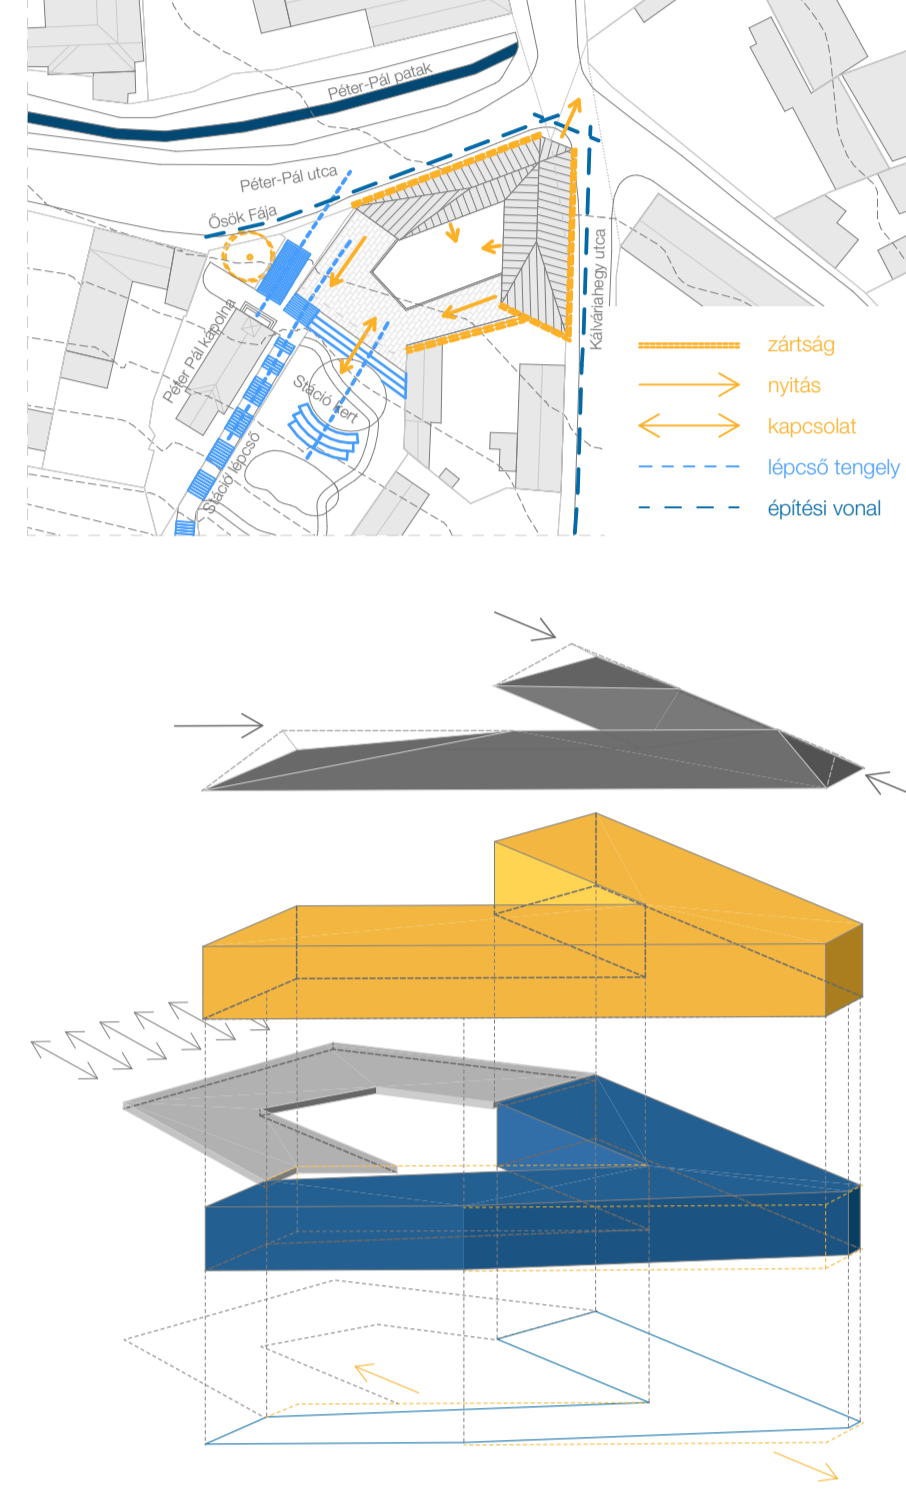 Péter-Pál patak
Péter-Pál utca
Ősök Fája
Péter Pál kápolna
Stáció kert
Stáció lépcső
Kálváriahegy utca
zártság
nyitás
kapcsolat
lépcső tengely
építési vonal